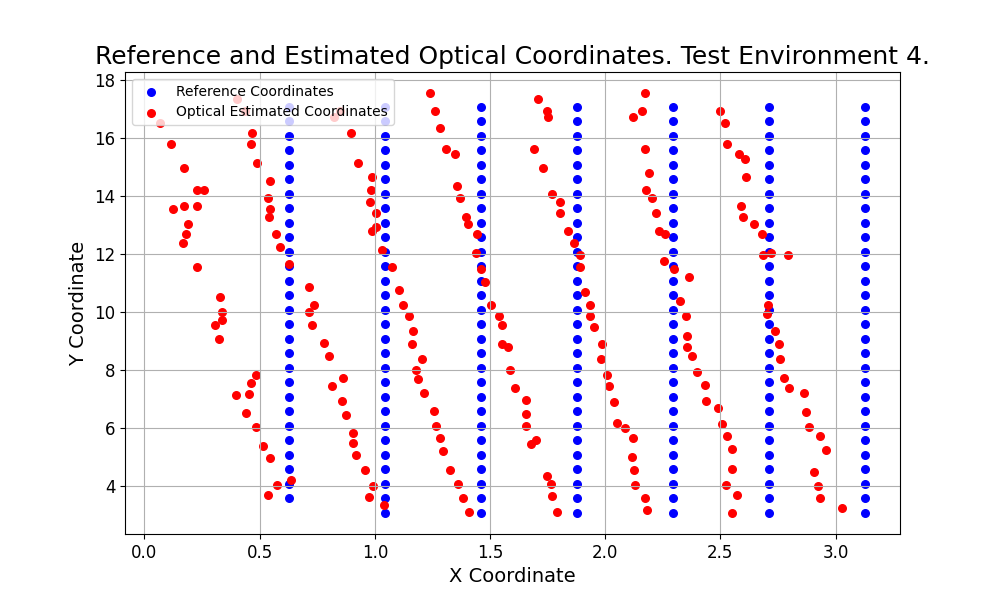 Reference and Estimated Optical Coordinates. Test Environment 4.
Reference Coordinates
Optical Estimated Coordinates
18
16
14
12
10
8
6
4
Y Coordinate
0.0 0.5 1.0 1.5 2.0 2.5 3.0
X Coordinate